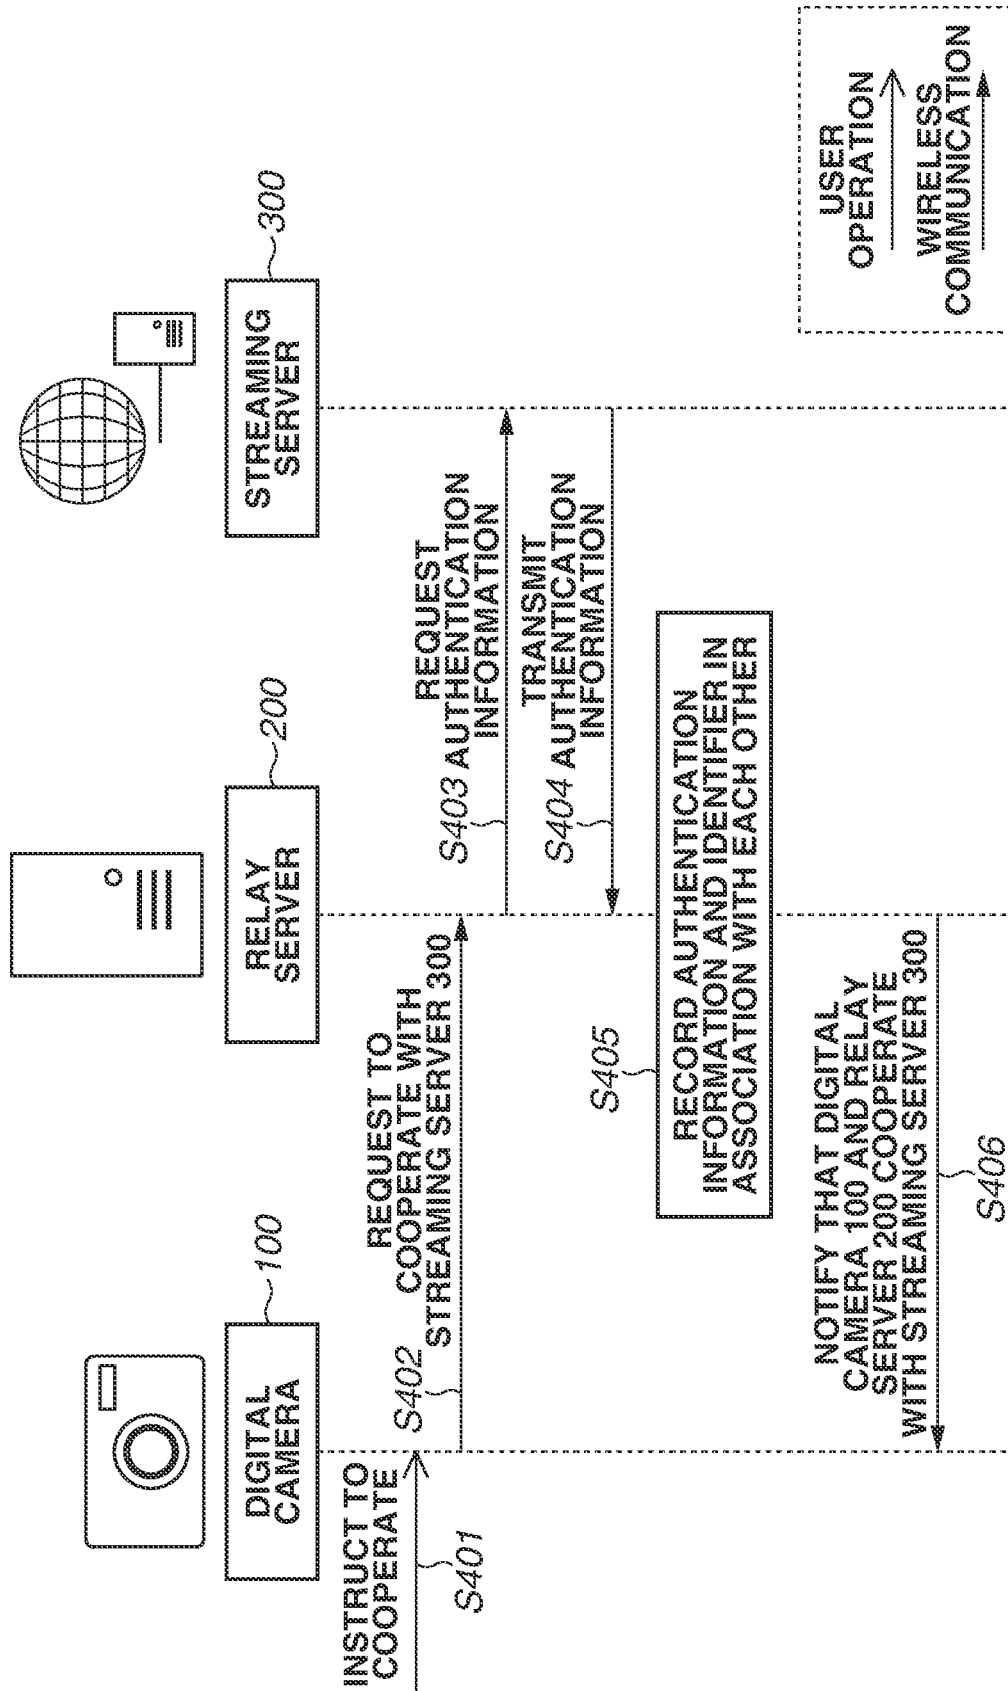 DIGITAL
CAMERA
100
RELAY
SERVER
200
STREAMING
SERVER
300
INSTRUCT TO
COOPERATE
S401
REQUEST TO
COOPERATE WITH
STREAMING SERVER 300
S402
REQUEST
AUTHENTICATION
INFORMATION
S403
TRANSMIT
AUTHENTICATION
INFORMATION
S404
RECORD AUTHENTICATION
INFORMATION AND IDENTIFIER IN
ASSOCIATION WITH EACH OTHER
S405
NOTIFY THAT DIGITAL
CAMERA 100 AND RELAY
SERVER 200 COOPERATE
WITH STREAMING SERVER 300
S406
USER
OPERATION
WIRELESS
COMMUNICATION